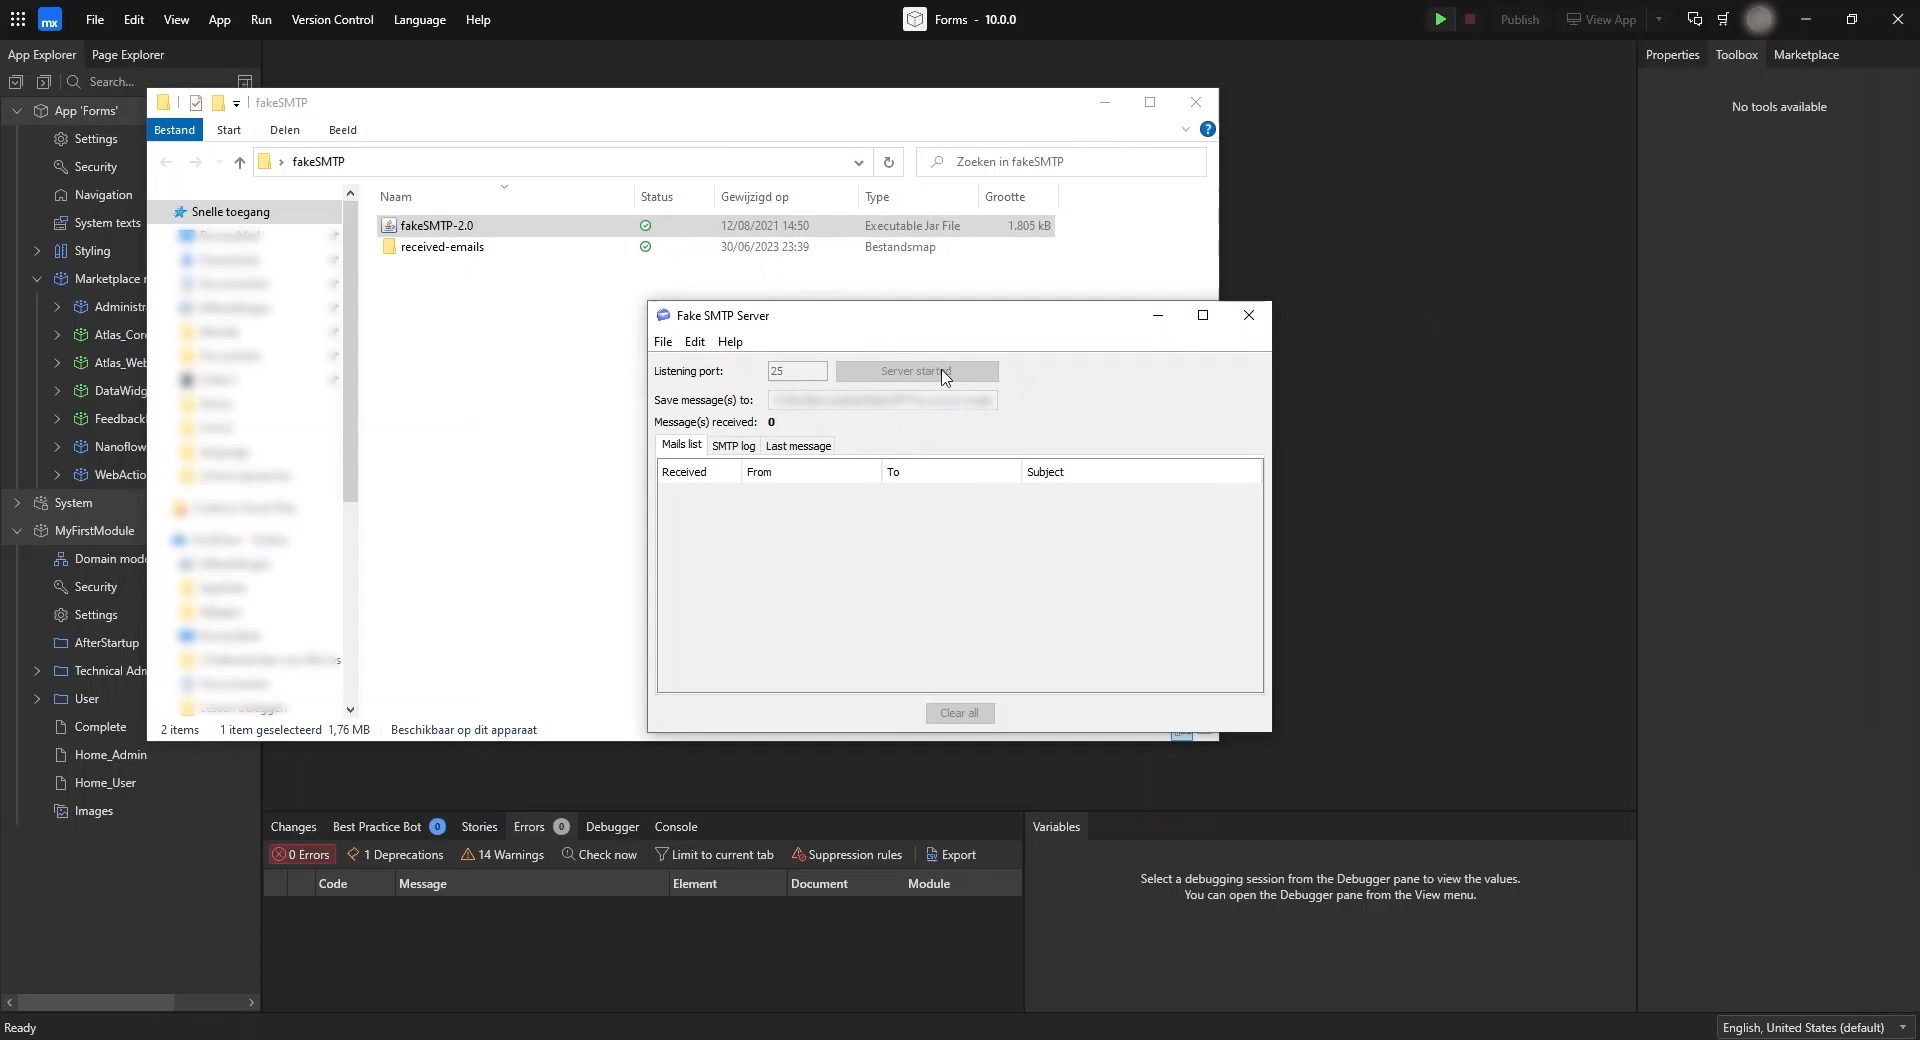 mx File Edit View App Run Version Control Language Help
Forms - 10.0.0
Publish View App
App Explorer Page Explorer
Search...
App 'Forms'
Settings
Security
Navigation
System texts
Styling
Marketplace
Administr
Atlas_Cor
Atlas_Web
DataWidg
Feedback
Nanoflow
WebActio
System
MyFirstModule
Domain mode
Security
Settings
AfterStartup
Technical Adm
User
Complete
Home_Admin
Home_User
Images
fakeSMTP
Bestand Start Delen Beeld
fakeSMTP
Zoeken in fakeSMTP
Snelle toegang
Naam Status Gewijzigd op Type Grootte
fakeSMTP-2.0 12/08/2021 14:50 Executable Jar File 1.805 kB
received-emails 30/06/2023 23:39 Bestandsmap
2 items 1 item geselecteerd 1,76 MB Beschikbaar op dit apparaat
Fake SMTP Server
File Edit Help
Listening port: 25 Server started
Save message(s) to:
Message(s) received: 0
Mails list SMTP log Last message
Received From To Subject
Clear all
Properties Toolbox Marketplace
No tools available
Changes Best Practice Bot 0 Stories Errors 0 Debugger Console
0 Errors 1 Deprecations 14 Warnings Check now Limit to current tab Suppression rules Export
Code Message Element Document Module
Variables
Select a debugging session from the Debugger pane to view the values.
You can open the Debugger pane from the View menu.
Ready
English, United States (default)